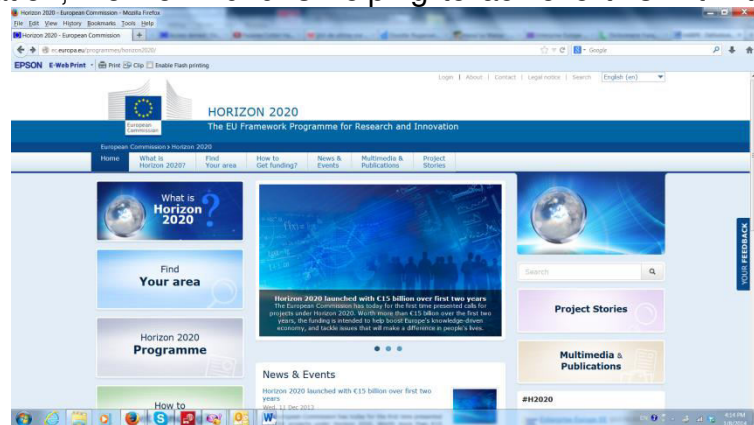 Horizon 2020 - European Commission - Mozilla Firefox
File Edit View History Bookmarks Tools Help
Horizon 2020 - European Commission
ec.europa.eu/programmes/horizon2020/
Google
EPSON E-Web Print Print Clip Enable Flash printing
Login | About | Contact | Legal notice | Search English (en)
European Commission
HORIZON 2020
The EU Framework Programme for Research and Innovation
European Commission > Horizon 2020
Home What is Horizon 2020? Find Your area How to Get funding? News & Events Multimedia & Publications Project Stories
What is
Horizon
2020
?
Find
Your area
Horizon 2020
Programme
How to
Horizon 2020 launched with €15 billion over first two years
The European Commission has today for the first time presented calls for
projects under Horizon 2020. Worth more than €15 billion over the first two
years, the funding is intended to help boost Europe's knowledge-driven
economy, and tackle issues that will make a difference in people's lives.
News & Events
Horizon 2020 launched with €15 billion over first two
years
Wed, 11 Dec 2013
Search
Project Stories
Multimedia &
Publications
#H2020
YOUR FEEDBACK
4:14 PM